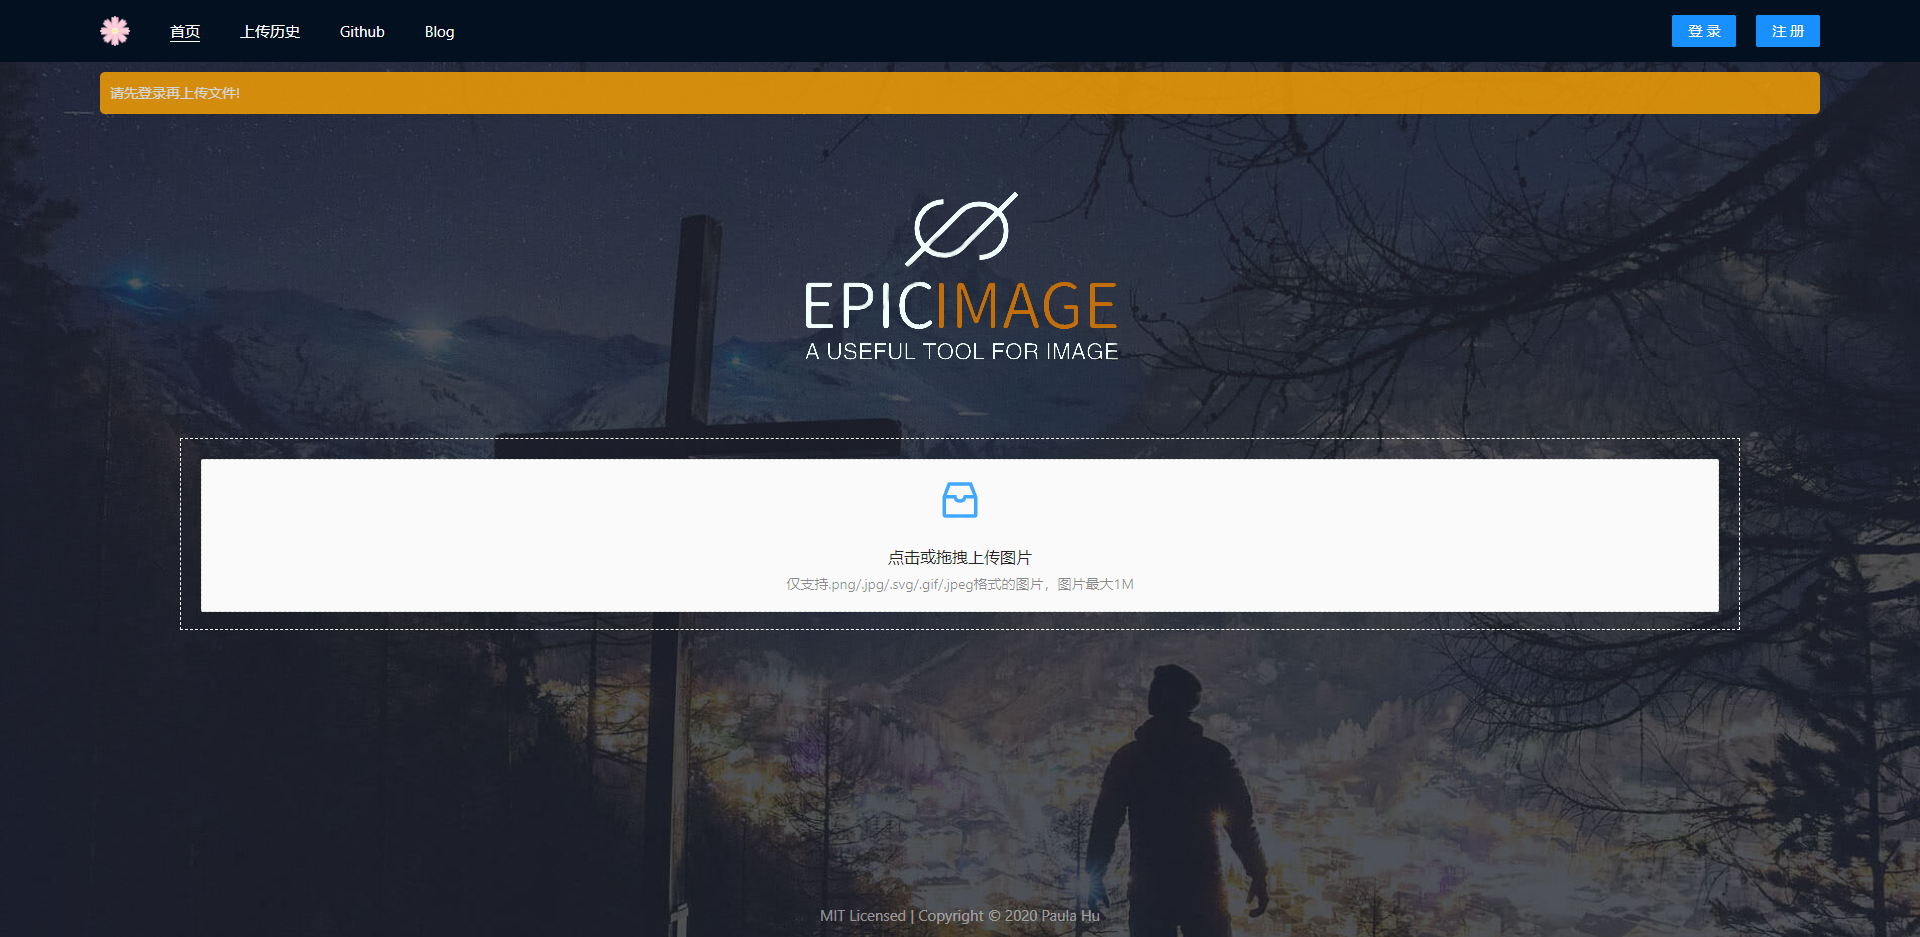 首页 上传历史 Github Blog 登 录 注 册
请先登录再上传文件!
EPICIMAGE
A USEFUL TOOL FOR IMAGE
点击或拖拽上传图片
仅支持.png/.jpg/.svg/.gif/.jpeg格式的图片，图片最大1M
MIT Licensed | Copyright © 2020 Paula Hu